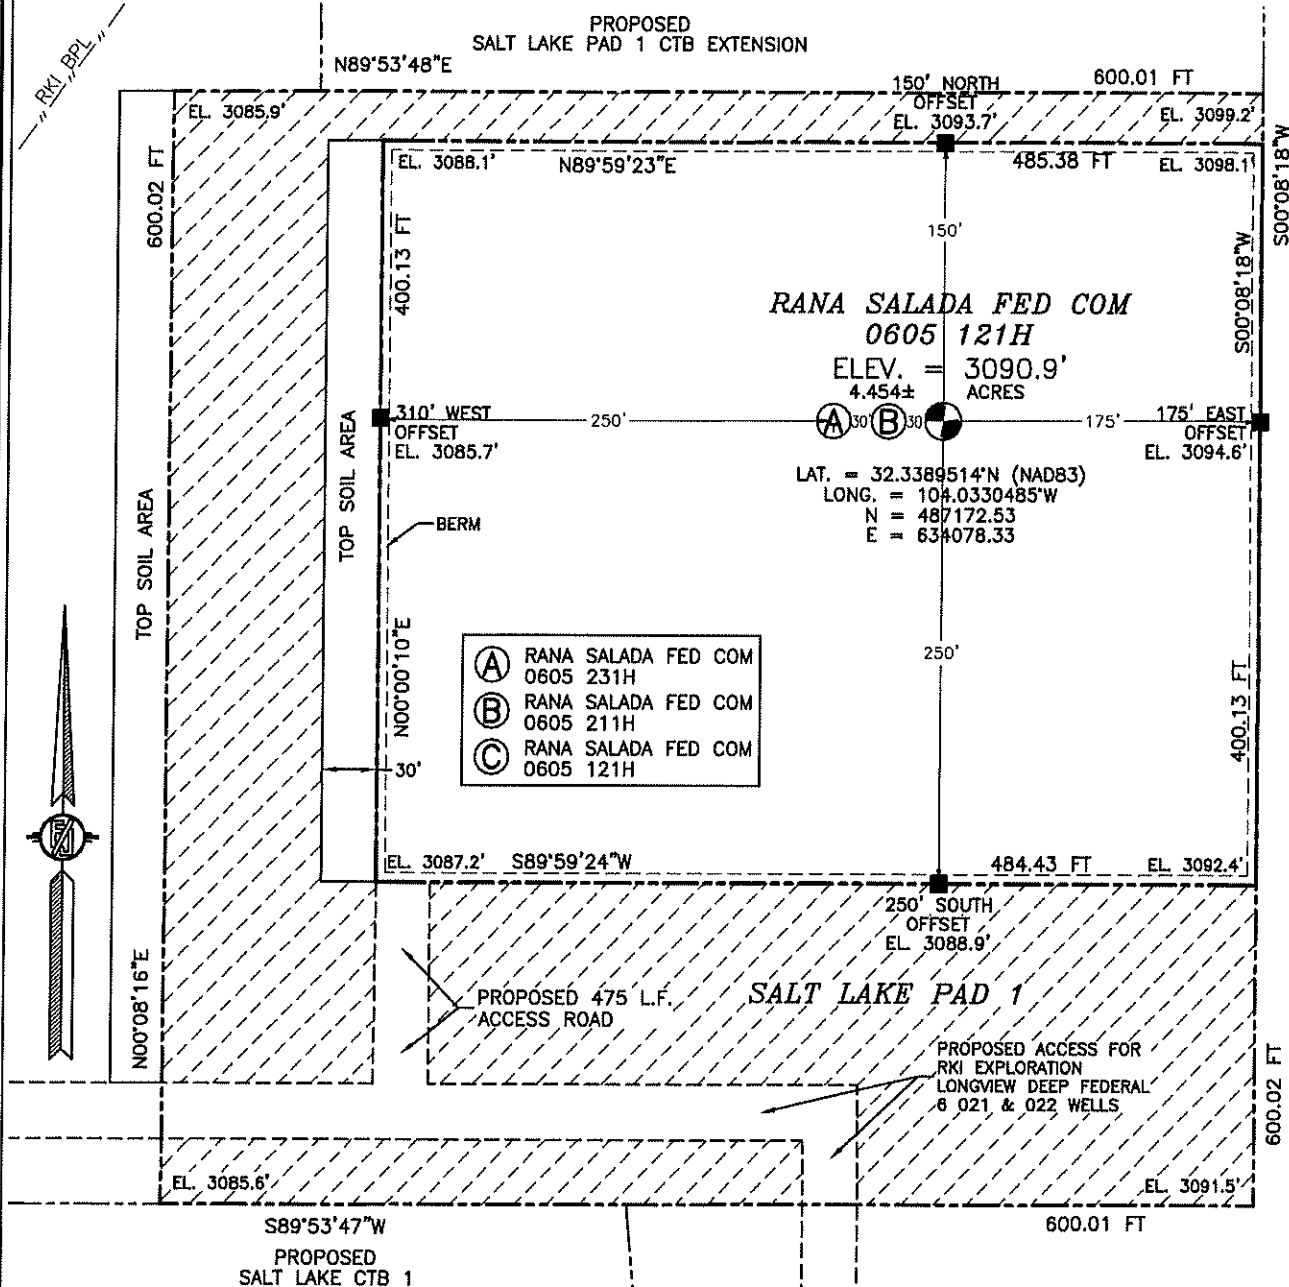 PROPOSED
SALT LAKE PAD 1 CTB EXTENSION
RKI BPL
N89°53'48"E
150' NORTH
OFFSET
EL. 3093.7'
600.01 FT
EL. 3085.9'
EL. 3099.2'
S00°08'18"W
600.02 FT
EL. 3088.1'
N89°59'23"E
485.38 FT
EL. 3098.1'
400.13 FT
150'
S00°08'18"W
RANA SALADA FED COM
0605 121H
ELEV. = 3090.9'
4.454± ACRES
310' WEST
OFFSET
EL. 3085.7'
250'
A
30'
B
30
175'
175' EAST
OFFSET
EL. 3094.6'
LAT. = 32.3389514°N (NAD83)
LONG. = 104.0330485°W
N = 487172.53
E = 634078.33
TOP SOIL AREA
TOP SOIL AREA
BERM
N00°00'10"E
A RANA SALADA FED COM
0605 231H
B RANA SALADA FED COM
0605 211H
C RANA SALADA FED COM
0605 121H
250'
400.13 FT
30'
EL. 3087.2'
S89°59'24"W
484.43 FT
EL. 3092.4'
250' SOUTH
OFFSET
EL. 3088.9'
N00°08'16"E
PROPOSED 475 L.F.
ACCESS ROAD
SALT LAKE PAD 1
PROPOSED ACCESS FOR
RKI EXPLORATION
LONGVIEW DEEP FEDERAL
6 021 & 022 WELLS
600.02 FT
EL. 3085.6'
EL. 3091.5'
S89°53'47"W
600.01 FT
PROPOSED
SALT LAKE CTB 1